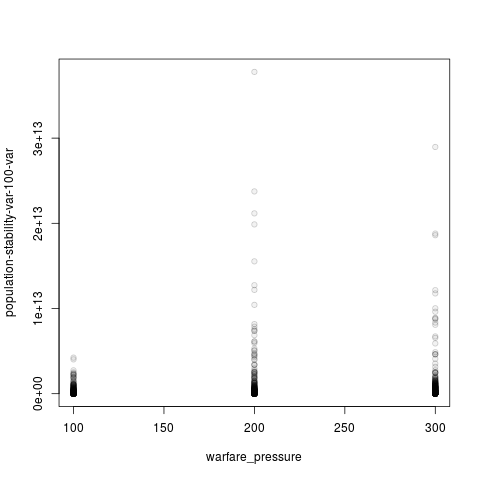 population-stability-var-100-var
3e+13
2e+13
1e+13
0e+00
100 150 200 250 300
warfare_pressure